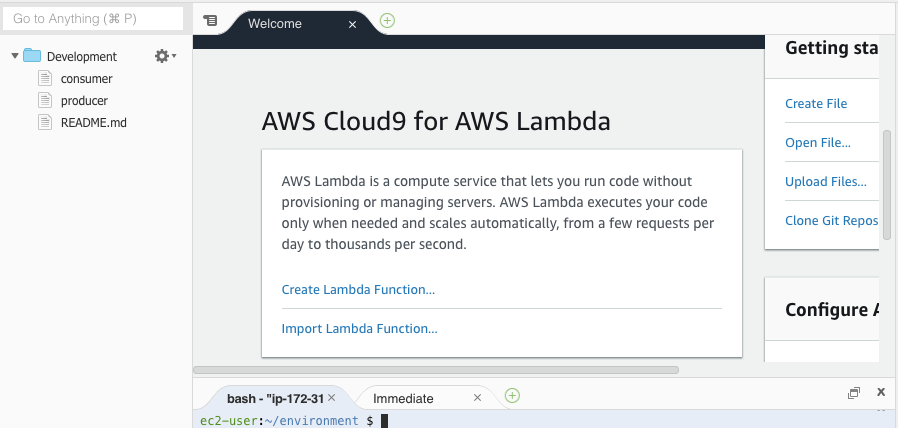 Go to Anything (⌘ P)
Welcome
Development
consumer
producer
README.md
AWS Cloud9 for AWS Lambda
AWS Lambda is a compute service that lets you run code without
provisioning or managing servers. AWS Lambda executes your code
only when needed and scales automatically, from a few requests per
day to thousands per second.
Create Lambda Function...
Import Lambda Function...
Getting sta
Create File
Open File...
Upload Files...
Clone Git Repos
Configure A
bash - "ip-172-31
Immediate
ec2-user:~/environment $